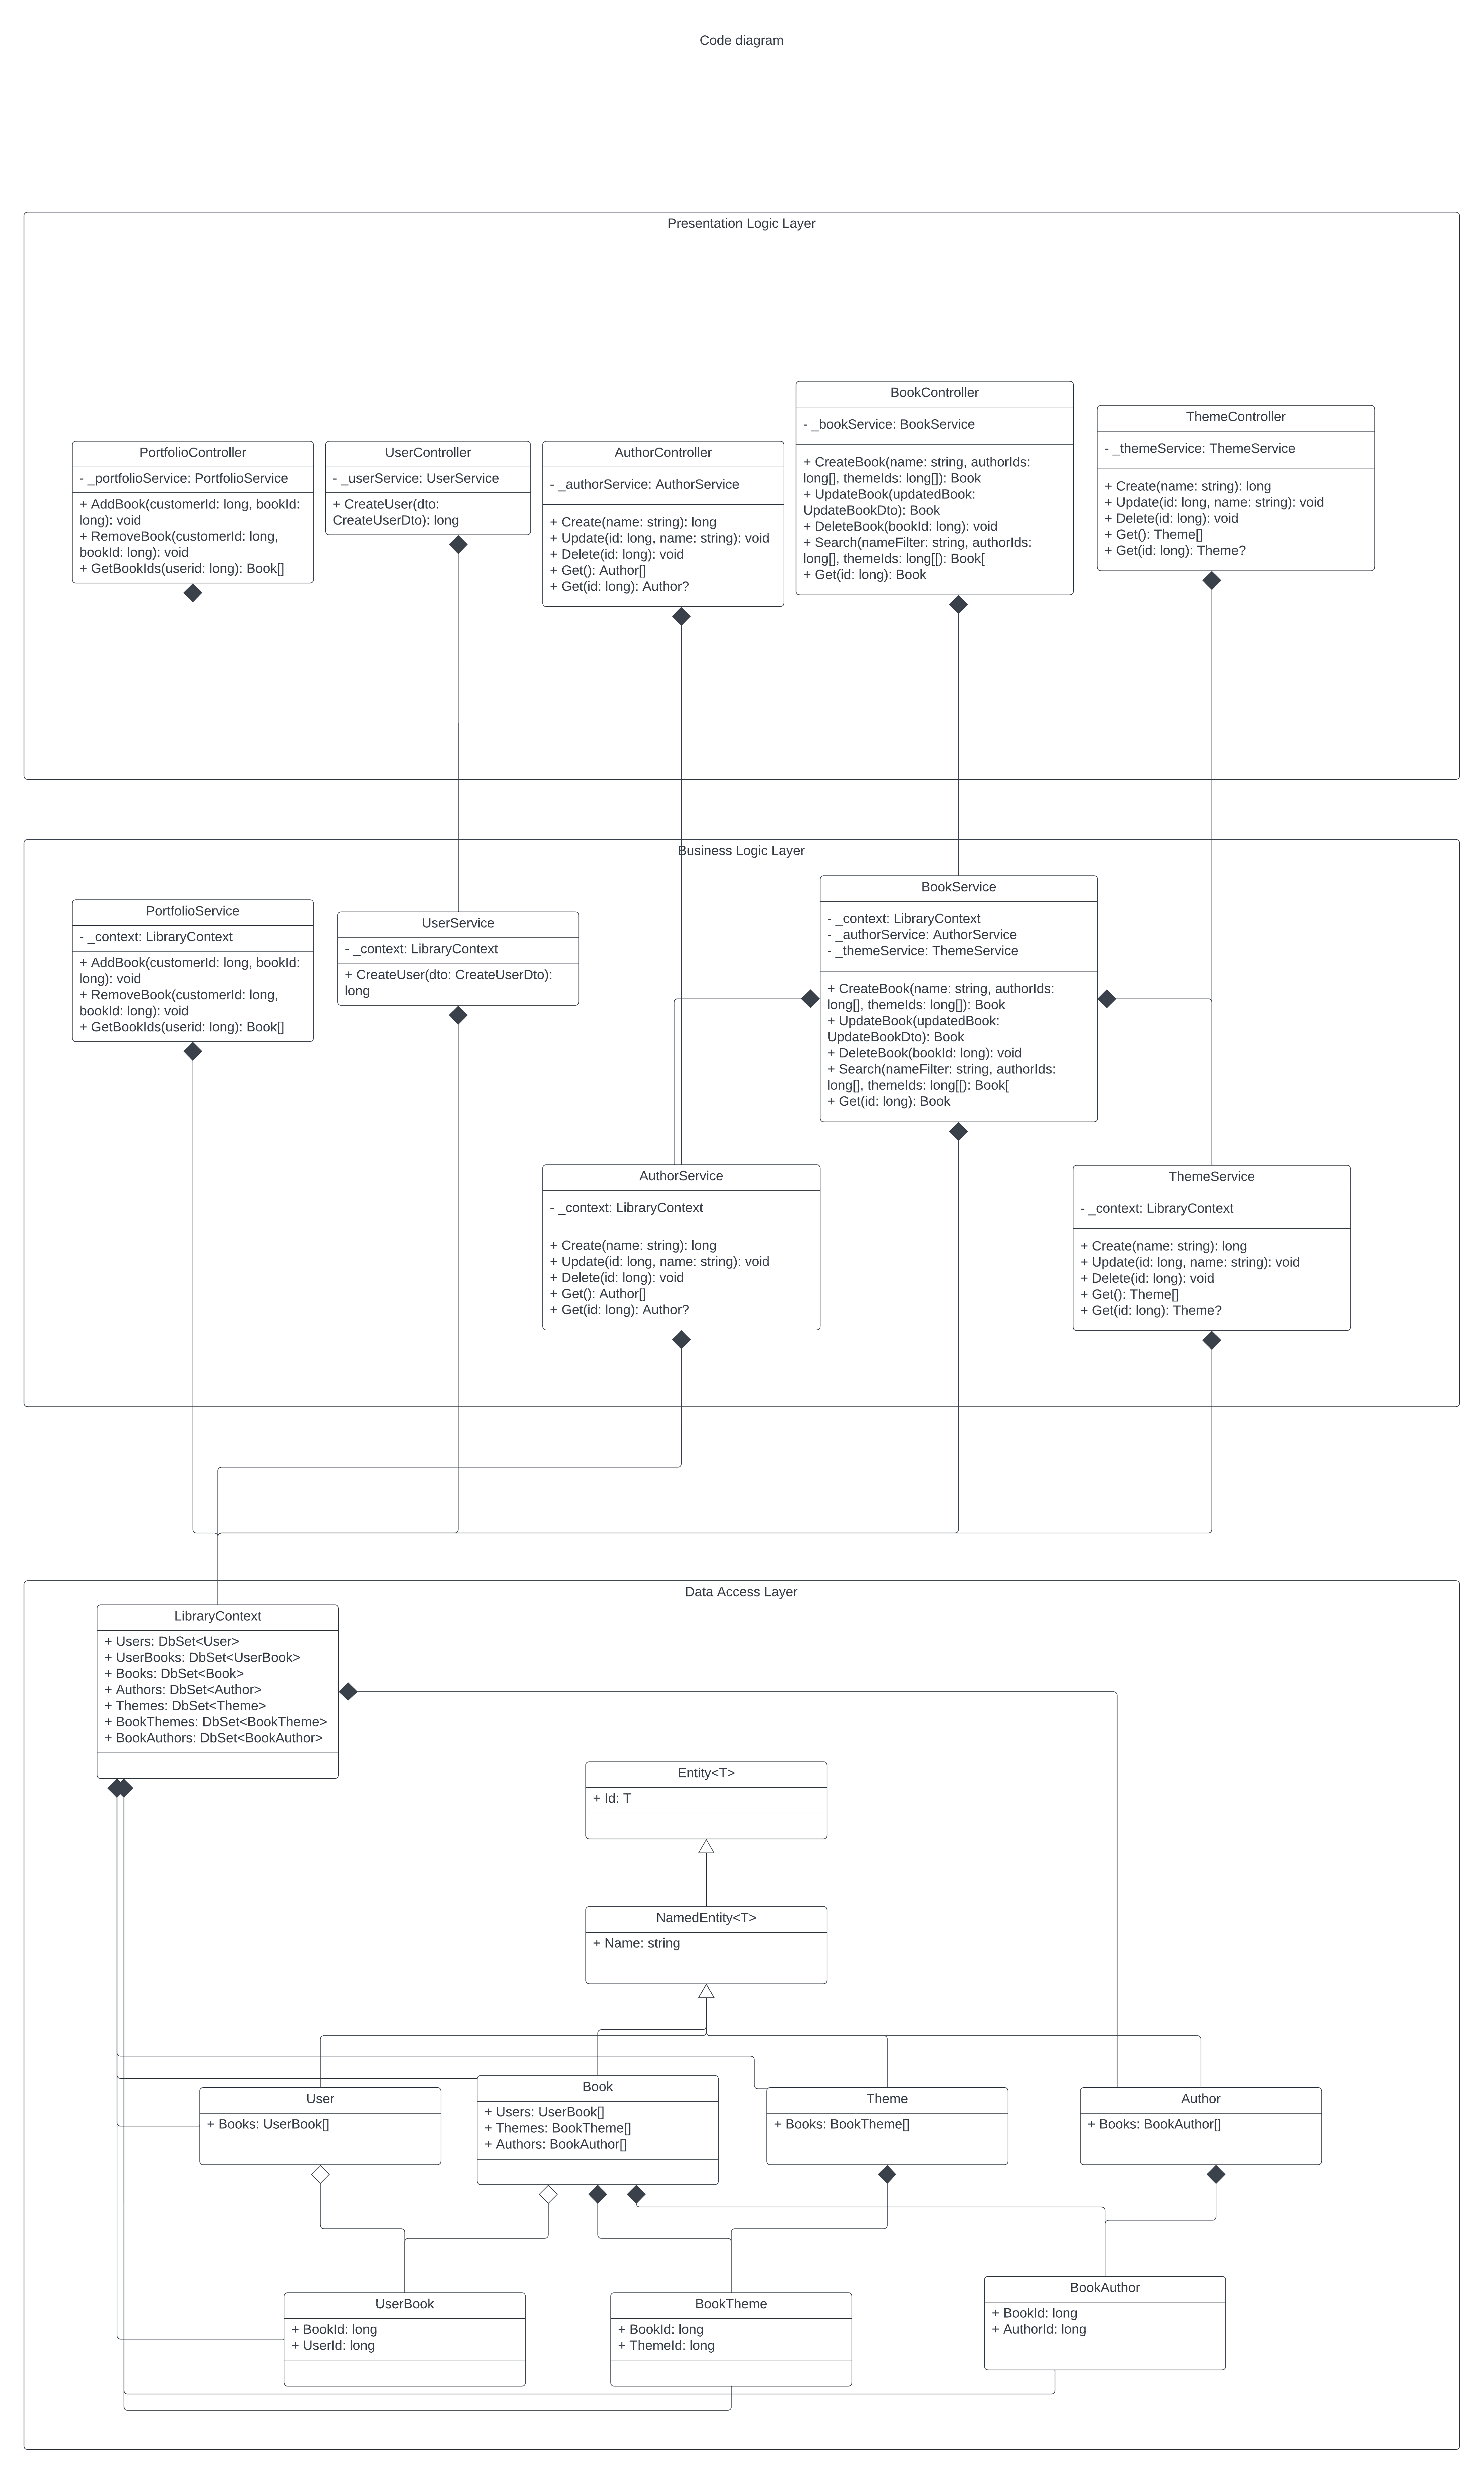 Code diagram
Presentation Logic Layer
PortfolioController
- _portfolioService: PortfolioService
+ AddBook(customerId: long, bookId:
long): void
+ RemoveBook(customerId: long,
bookId: long): void
+ GetBookIds(userid: long): Book[]
UserController
- _userService: UserService
+ CreateUser(dto:
CreateUserDto): long
AuthorController
- _authorService: AuthorService
+ Create(name: string): long
+ Update(id: long, name: string): void
+ Delete(id: long): void
+ Get(): Author[]
+ Get(id: long): Author?
BookController
- _bookService: BookService
+ CreateBook(name: string, authorIds:
long[], themeIds: long[]): Book
+ UpdateBook(updatedBook:
UpdateBookDto): Book
+ DeleteBook(bookId: long): void
+ Search(nameFilter: string, authorIds:
long[], themeIds: long[[): Book[
+ Get(id: long): Book
ThemeController
- _themeService: ThemeService
+ Create(name: string): long
+ Update(id: long, name: string): void
+ Delete(id: long): void
+ Get(): Theme[]
+ Get(id: long): Theme?
Business Logic Layer
PortfolioService
- _context: LibraryContext
+ AddBook(customerId: long, bookId:
long): void
+ RemoveBook(customerId: long,
bookId: long): void
+ GetBookIds(userid: long): Book[]
UserService
- _context: LibraryContext
+ CreateUser(dto: CreateUserDto):
long
BookService
- _context: LibraryContext
- _authorService: AuthorService
- _themeService: ThemeService
+ CreateBook(name: string, authorIds:
long[], themeIds: long[]): Book
+ UpdateBook(updatedBook:
UpdateBookDto): Book
+ DeleteBook(bookId: long): void
+ Search(nameFilter: string, authorIds:
long[], themeIds: long[[): Book[
+ Get(id: long): Book
AuthorService
- _context: LibraryContext
+ Create(name: string): long
+ Update(id: long, name: string): void
+ Delete(id: long): void
+ Get(): Author[]
+ Get(id: long): Author?
ThemeService
- _context: LibraryContext
+ Create(name: string): long
+ Update(id: long, name: string): void
+ Delete(id: long): void
+ Get(): Theme[]
+ Get(id: long): Theme?
Data Access Layer
LibraryContext
+ Users: DbSet<User>
+ UserBooks: DbSet<UserBook>
+ Books: DbSet<Book>
+ Authors: DbSet<Author>
+ Themes: DbSet<Theme>
+ BookThemes: DbSet<BookTheme>
+ BookAuthors: DbSet<BookAuthor>
Entity<T>
+ Id: T
NamedEntity<T>
+ Name: string
User
+ Books: UserBook[]
Book
+ Users: UserBook[]
+ Themes: BookTheme[]
+ Authors: BookAuthor[]
Theme
+ Books: BookTheme[]
Author
+ Books: BookAuthor[]
UserBook
+ BookId: long
+ UserId: long
BookTheme
+ BookId: long
+ ThemeId: long
BookAuthor
+ BookId: long
+ AuthorId: long